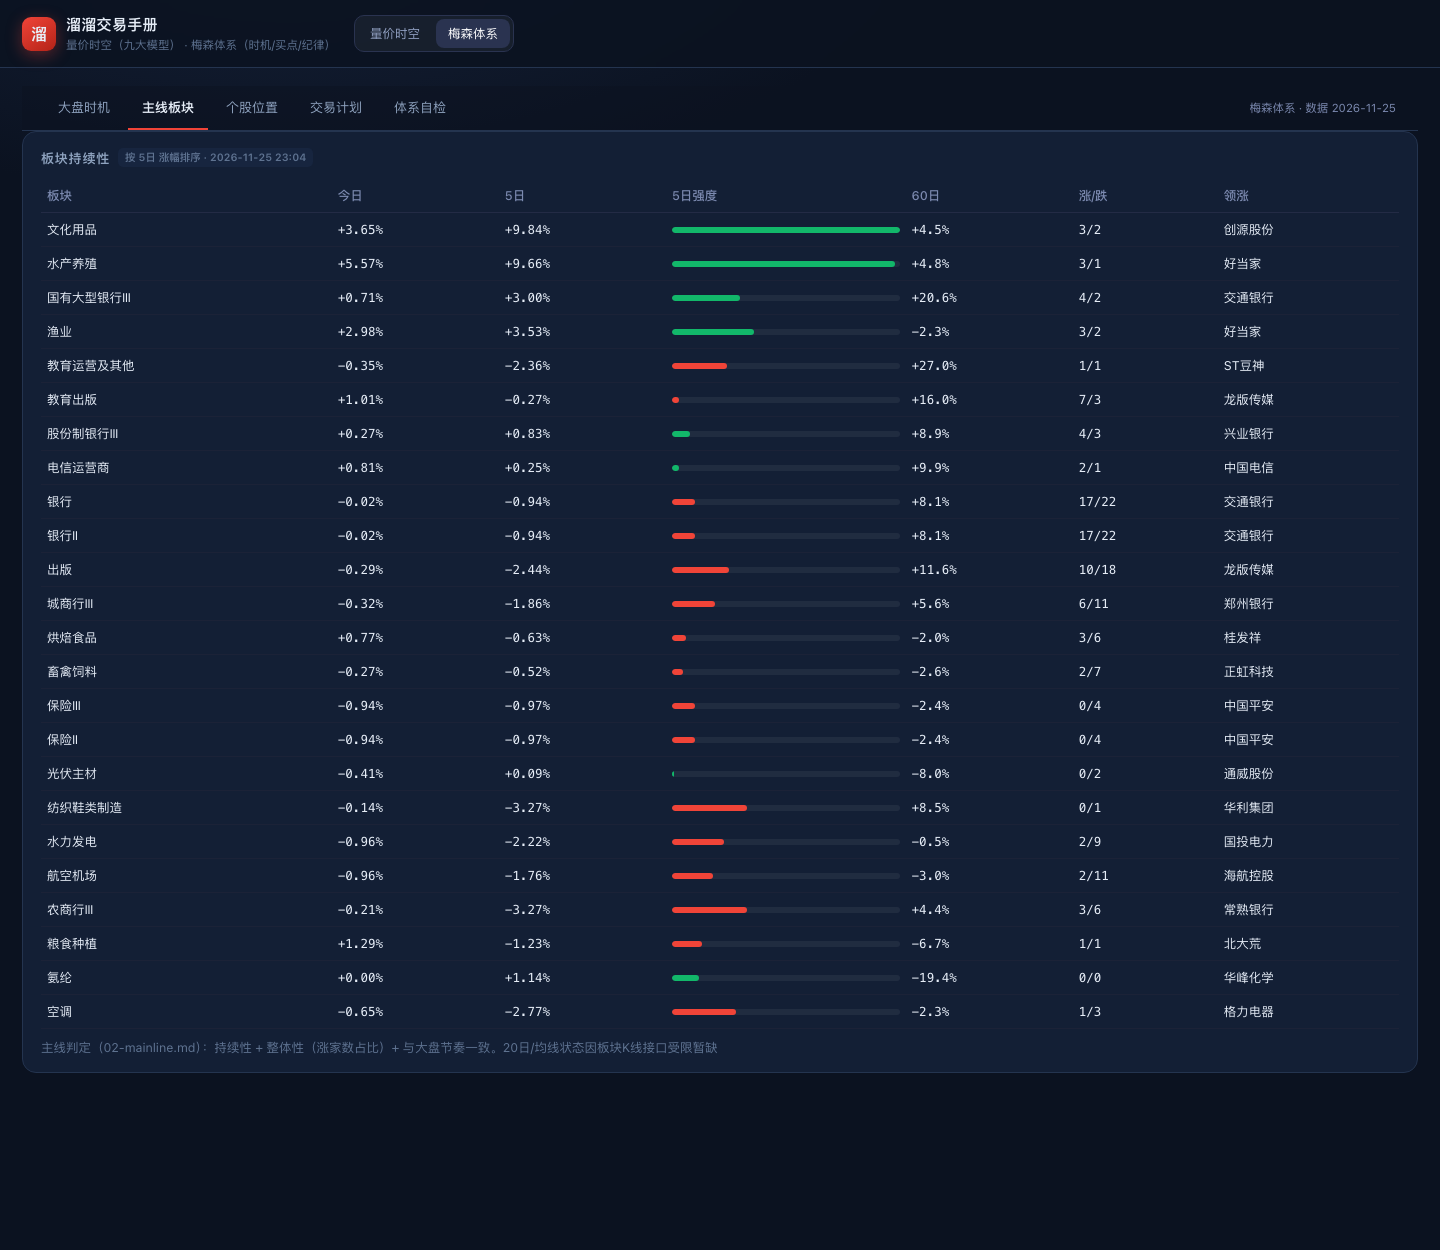 溜
溜溜交易手册
量价时空（九大模型） · 梅森体系（时机/买点/纪律）
量价时空 梅森体系
大盘时机 主线板块 个股位置 交易计划 体系自检 梅森体系 · 数据 2026-11-25
板块持续性 按 5日 涨幅排序 · 2026-11-25 23:04
板块 今日 5日 5日强度 60日 涨/跌 领涨
文化用品 +3.65% +9.84% +4.5% 3/2 创源股份
水产养殖 +5.57% +9.66% +4.8% 3/1 好当家
国有大型银行Ⅲ +0.71% +3.00% +20.6% 4/2 交通银行
渔业 +2.98% +3.53% −2.3% 3/2 好当家
教育运营及其他 −0.35% −2.36% +27.0% 1/1 ST豆神
教育出版 +1.01% −0.27% +16.0% 7/3 龙版传媒
股份制银行Ⅲ +0.27% +0.83% +8.9% 4/3 兴业银行
电信运营商 +0.81% +0.25% +9.9% 2/1 中国电信
银行 −0.02% −0.94% +8.1% 17/22 交通银行
银行Ⅱ −0.02% −0.94% +8.1% 17/22 交通银行
出版 −0.29% −2.44% +11.6% 10/18 龙版传媒
城商行Ⅲ −0.32% −1.86% +5.6% 6/11 郑州银行
烘焙食品 +0.77% −0.63% −2.0% 3/6 桂发祥
畜禽饲料 −0.27% −0.52% −2.6% 2/7 正虹科技
保险Ⅲ −0.94% −0.97% −2.4% 0/4 中国平安
保险Ⅱ −0.94% −0.97% −2.4% 0/4 中国平安
光伏主材 −0.41% +0.09% −8.0% 0/2 通威股份
纺织鞋类制造 −0.14% −3.27% +8.5% 0/1 华利集团
水力发电 −0.96% −2.22% −0.5% 2/9 国投电力
航空机场 −0.96% −1.76% −3.0% 2/11 海航控股
农商行Ⅲ −0.21% −3.27% +4.4% 3/6 常熟银行
粮食种植 +1.29% −1.23% −6.7% 1/1 北大荒
氨纶 +0.00% +1.14% −19.4% 0/0 华峰化学
空调 −0.65% −2.77% −2.3% 1/3 格力电器
主线判定（02-mainline.md）：持续性 + 整体性（涨家数占比）+ 与大盘节奏一致。20日/均线状态因板块K线接口受限暂缺